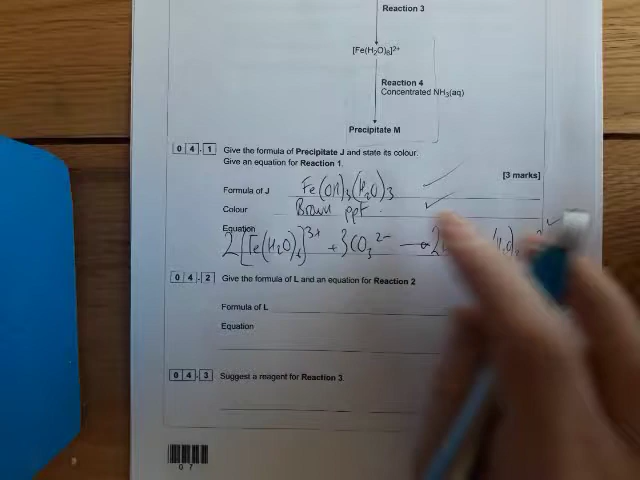 Reaction 3
[Fe(H₂O)₆]²⁺
Reaction 4
Concentrated NH₃(aq)
Precipitate M
0 4 . 1 Give the formula of Precipitate J and state its colour.
Give an equation for Reaction 1.
[3 marks]
Formula of J Fe(OH)₃(H₂O)₃
Colour Brown ppt.
Equation
2[Fe(H₂O)₆]³⁺ + 3CO₃²⁻ → 2
0 4 . 2 Give the formula of L and an equation for Reaction 2
Formula of L
Equation
0 4 . 3 Suggest a reagent for Reaction 3.
0 7